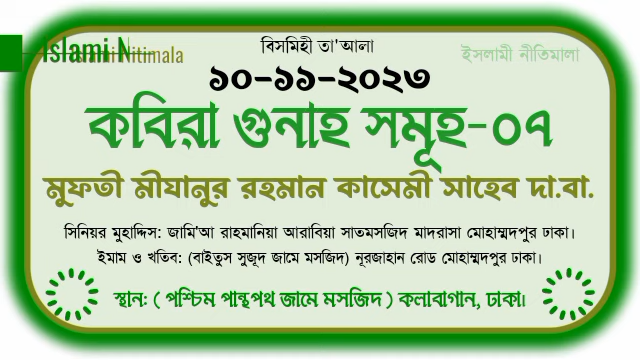 বিসমিহী তা'আলা
Islami N
Islami Nitimala
ইসলামী নীতিমালা
১০-১১-২০২৩
কবিরা গুনাহ সমূহ-০৭
মুফতী মীযানুর রহমান কাসেমী সাহেব দা.বা.
সিনিয়র মুহাদ্দিস: জামি'আ রাহমানিয়া আরাবিয়া সাতমসজিদ মাদরাসা মোহাম্মদপুর ঢাকা।
ইমাম ও খতিব: (বাইতুস সুজূদ জামে মসজিদ) নূরজাহান রোড মোহাম্মদপুর ঢাকা।
স্থান: ( পশ্চিম পান্থপথ জামে মসজিদ ) কলাবাগান, ঢাকা।